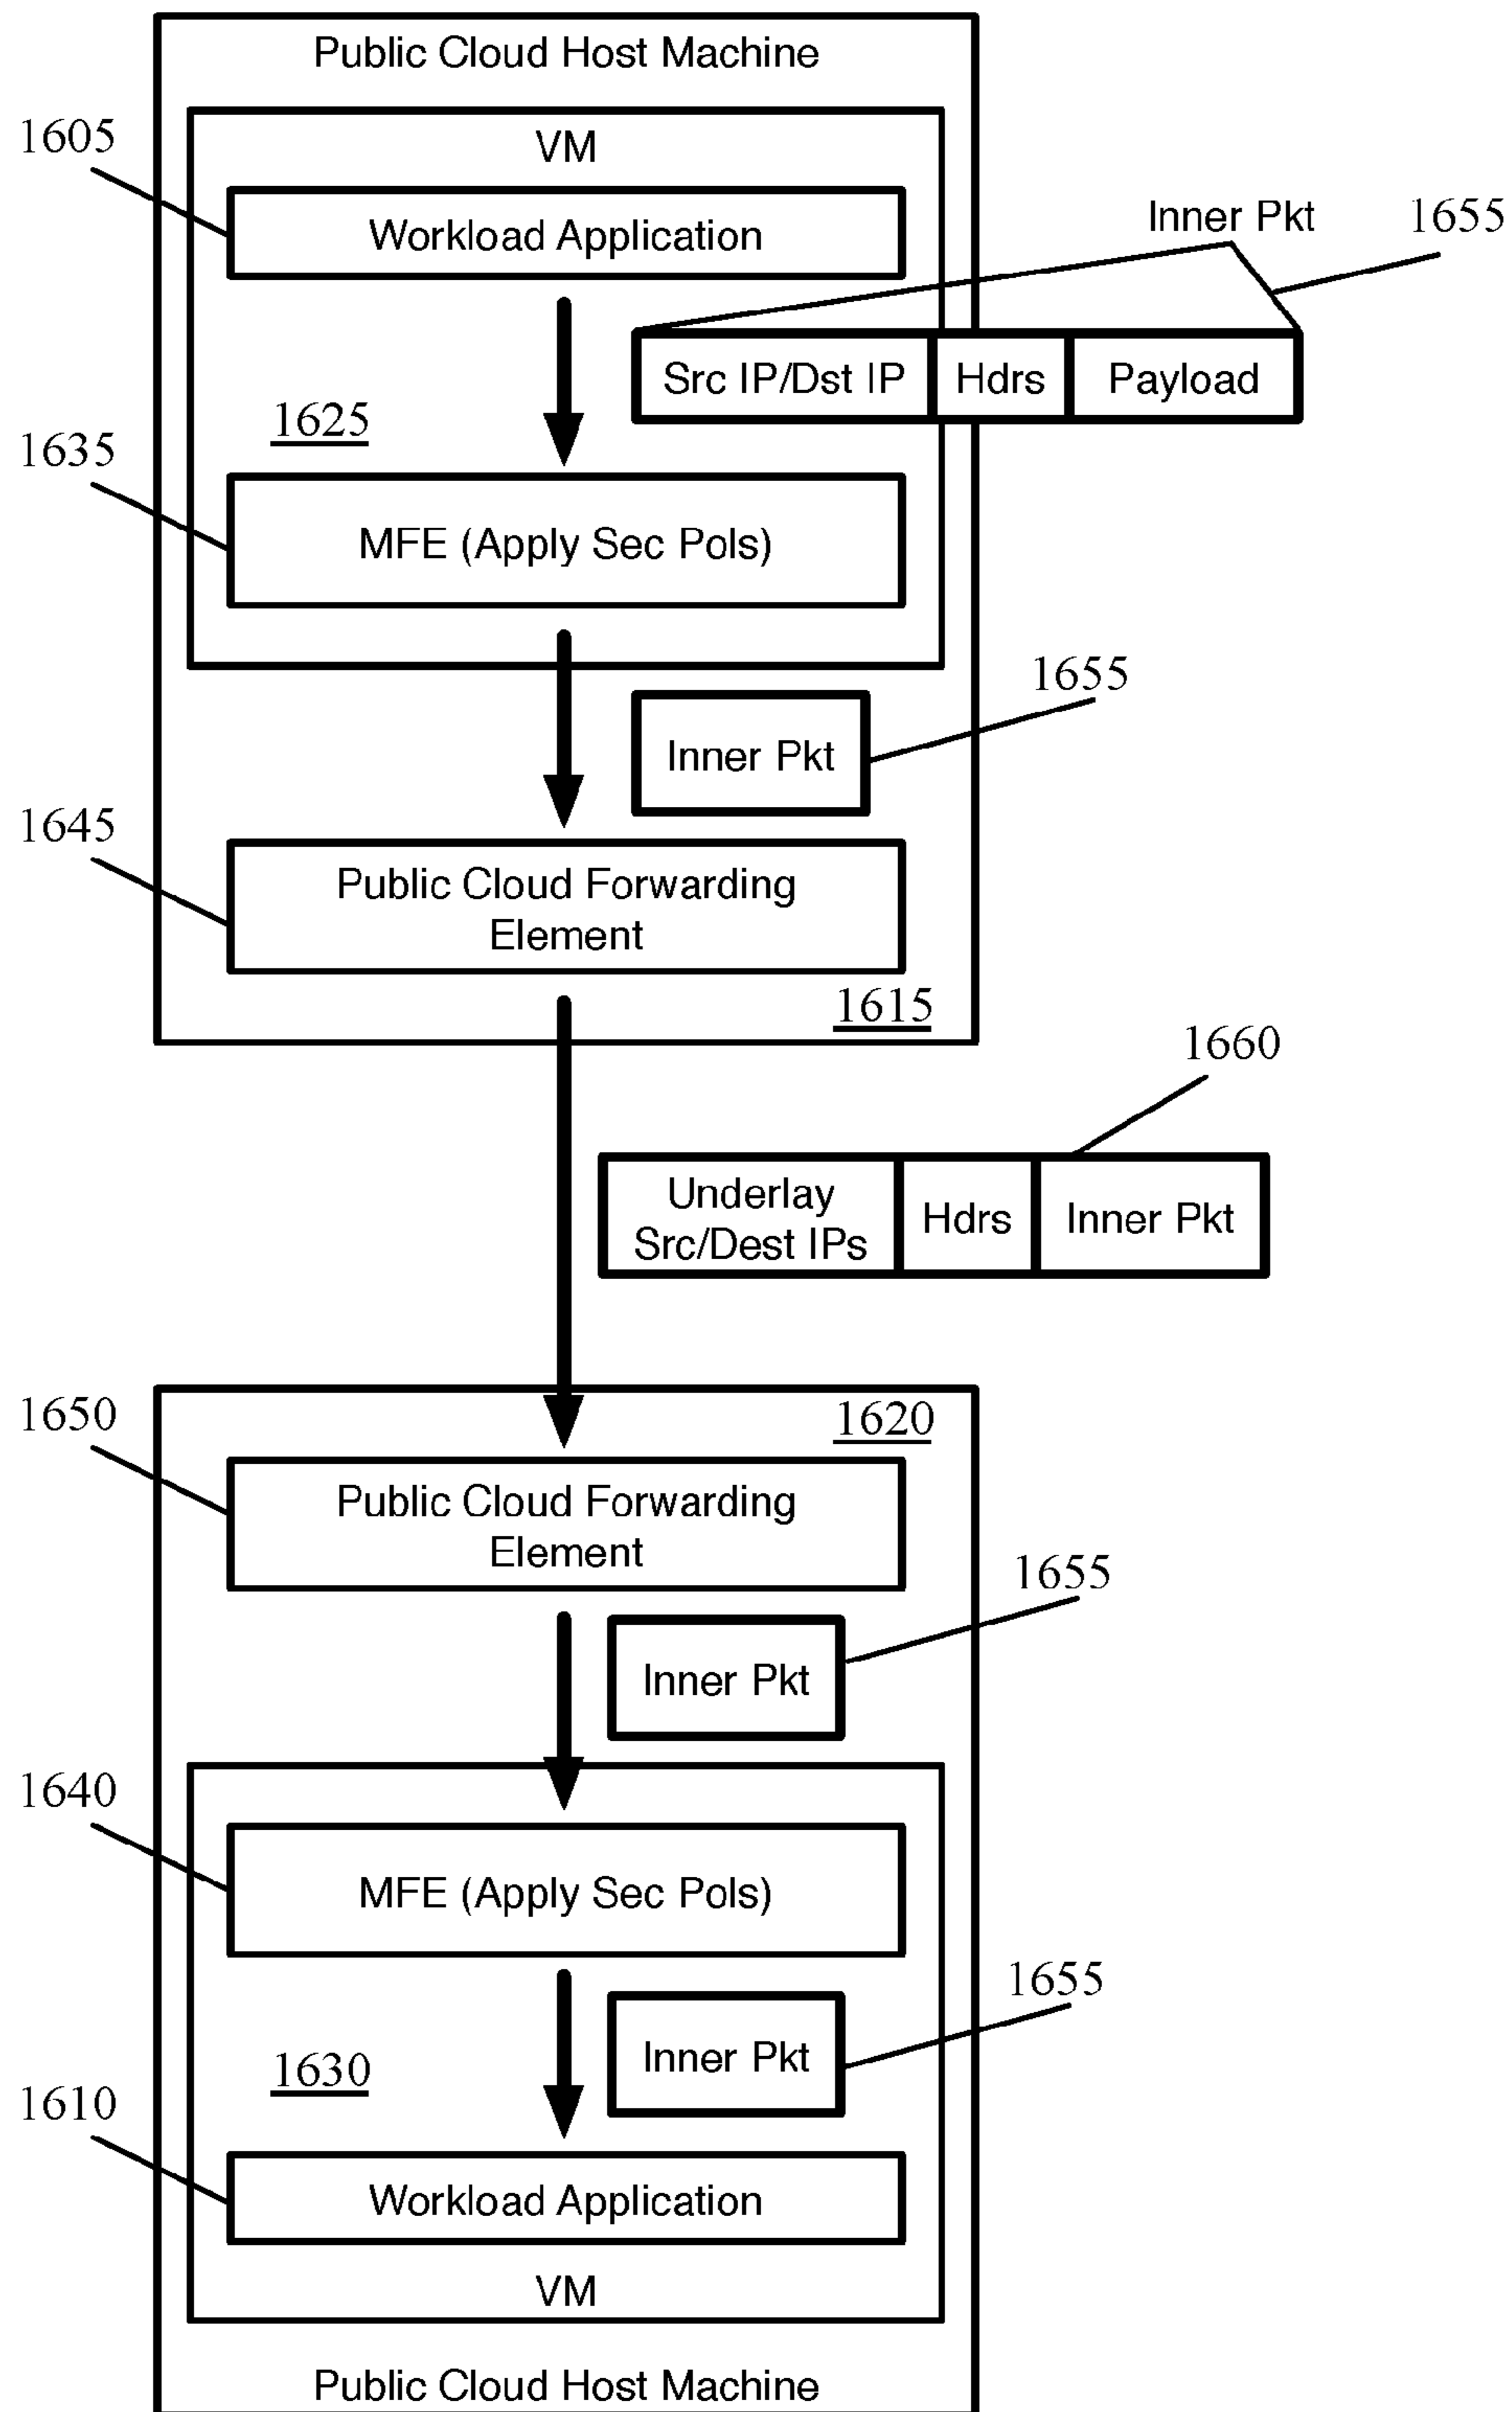 Public Cloud Host Machine
1605
VM
Workload Application
Inner Pkt
1655
Src IP/Dst IP
Hdrs
Payload
1625
1635
MFE (Apply Sec Pols)
1655
Inner Pkt
1645
Public Cloud Forwarding
Element
1615
1660
Underlay
Src/Dest IPs
Hdrs
Inner Pkt
1650
1620
Public Cloud Forwarding
Element
1655
Inner Pkt
1640
MFE (Apply Sec Pols)
1655
Inner Pkt
1630
1610
Workload Application
VM
Public Cloud Host Machine